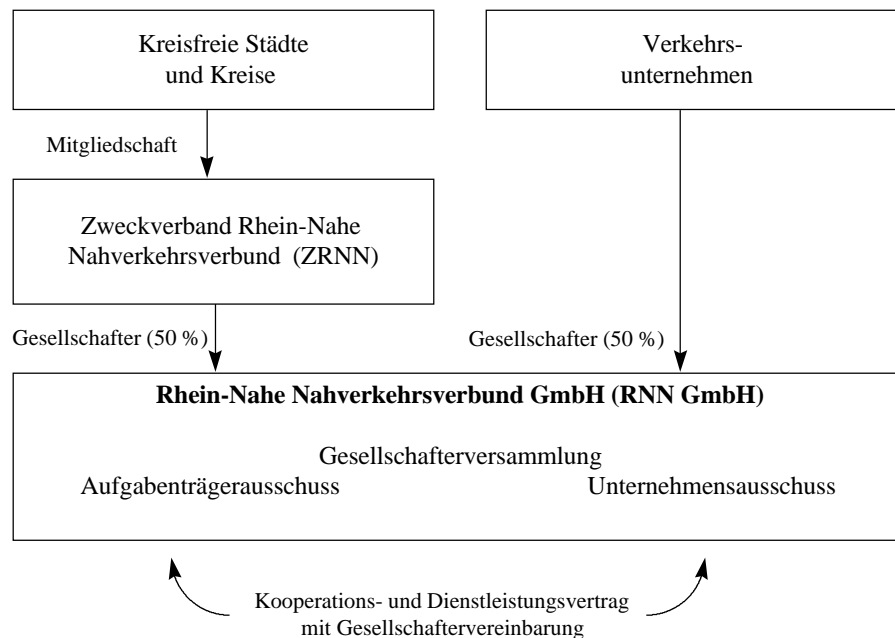 Kreisfreie Städte
und Kreise
Verkehrs-
unternehmen
Mitgliedschaft
Zweckverband Rhein-Nahe
Nahverkehrsverbund (ZRNN)
Gesellschafter (50 %)
Gesellschafter (50 %)
Rhein-Nahe Nahverkehrsverbund GmbH (RNN GmbH)
Gesellschafterversammlung
Aufgabenträgerausschuss
Unternehmensausschuss
Kooperations- und Dienstleistungsvertrag
mit Gesellschaftervereinbarung